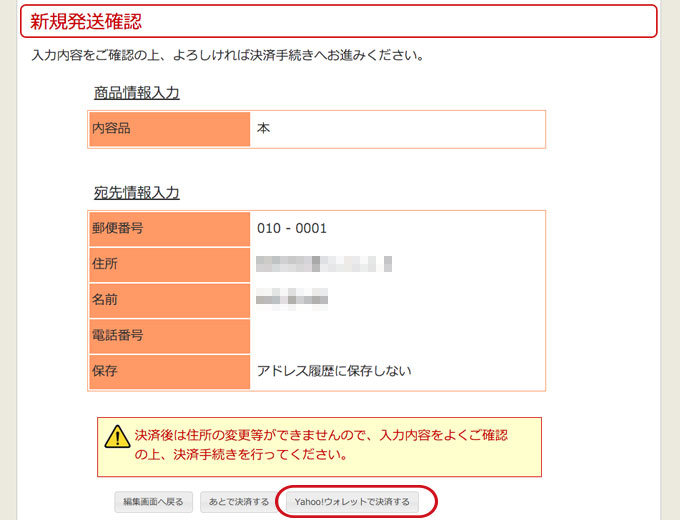 新規発送確認
入力内容をご確認の上、よろしければ決済手続きへお進みください。
商品情報入力
内容品 本
宛先情報入力
郵便番号 010 - 0001
住所
名前
電話番号
保存 アドレス履歴に保存しない
決済後は住所の変更等ができませんので、入力内容をよくご確認
の上、決済手続きを行ってください。
編集画面へ戻る あとで決済する Yahoo!ウォレットで決済する